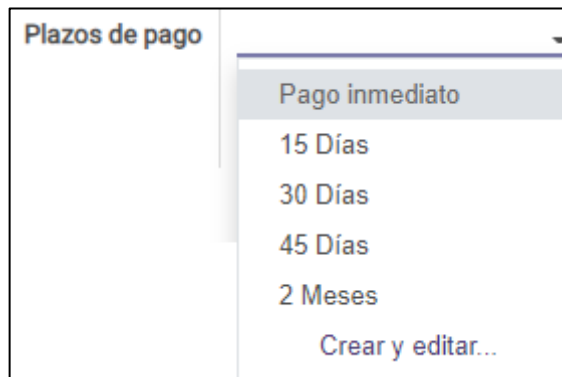 Plazos de pago
Pago inmediato
15 Días
30 Días
45 Días
2 Meses
Crear y editar...